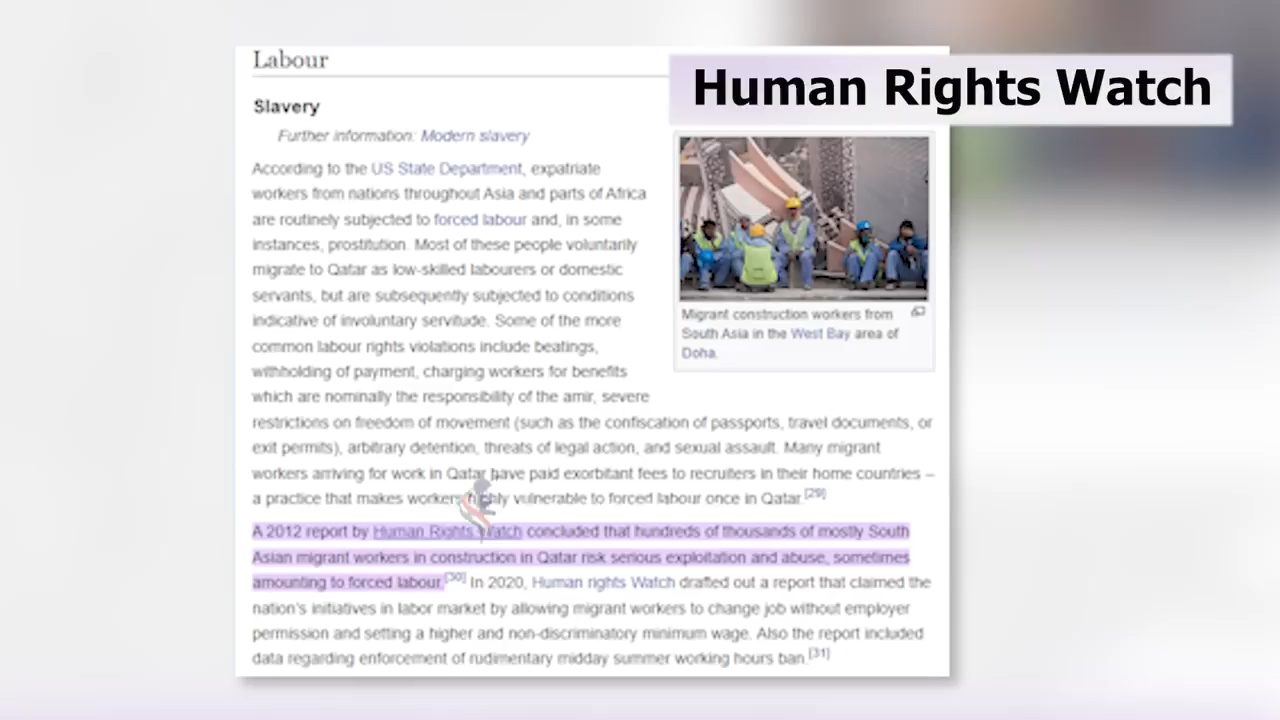 Labour
Human Rights Watch
Slavery
Further information: Modern slavery
According to the US State Department, expatriate
workers from nations throughout Asia and parts of Africa
are routinely subjected to forced labour and, in some
instances, prostitution. Most of these people voluntarily
migrate to Qatar as low-skilled labourers or domestic
servants, but are subsequently subjected to conditions
indicative of involuntary servitude. Some of the more
common labour rights violations include beatings,
withholding of payment, charging workers for benefits
which are nominally the responsibility of the amir, severe
restrictions on freedom of movement (such as the confiscation of passports, travel documents, or
exit permits), arbitrary detention, threats of legal action, and sexual assault. Many migrant
workers arriving for work in Qatar have paid exorbitant fees to recruiters in their home countries –
a practice that makes workers highly vulnerable to forced labour once in Qatar.[29]
Migrant construction workers from
South Asia in the West Bay area of
Doha.
A 2012 report by Human Rights Watch concluded that hundreds of thousands of mostly South
Asian migrant workers in construction in Qatar risk serious exploitation and abuse, sometimes
amounting to forced labour.[30] In 2020, Human rights Watch drafted out a report that claimed the
nation's initiatives in labor market by allowing migrant workers to change job without employer
permission and setting a higher and non-discriminatory minimum wage. Also the report included
data regarding enforcement of rudimentary midday summer working hours ban.[31]